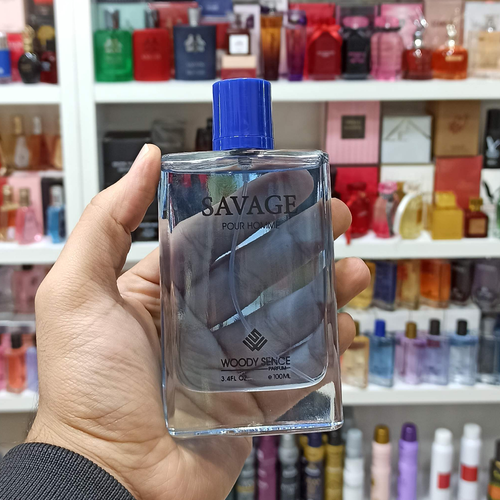 SAVAGE
POUR HOMME
WOODY SENCE
PARFUM
3.4FL OZ ℮100ML